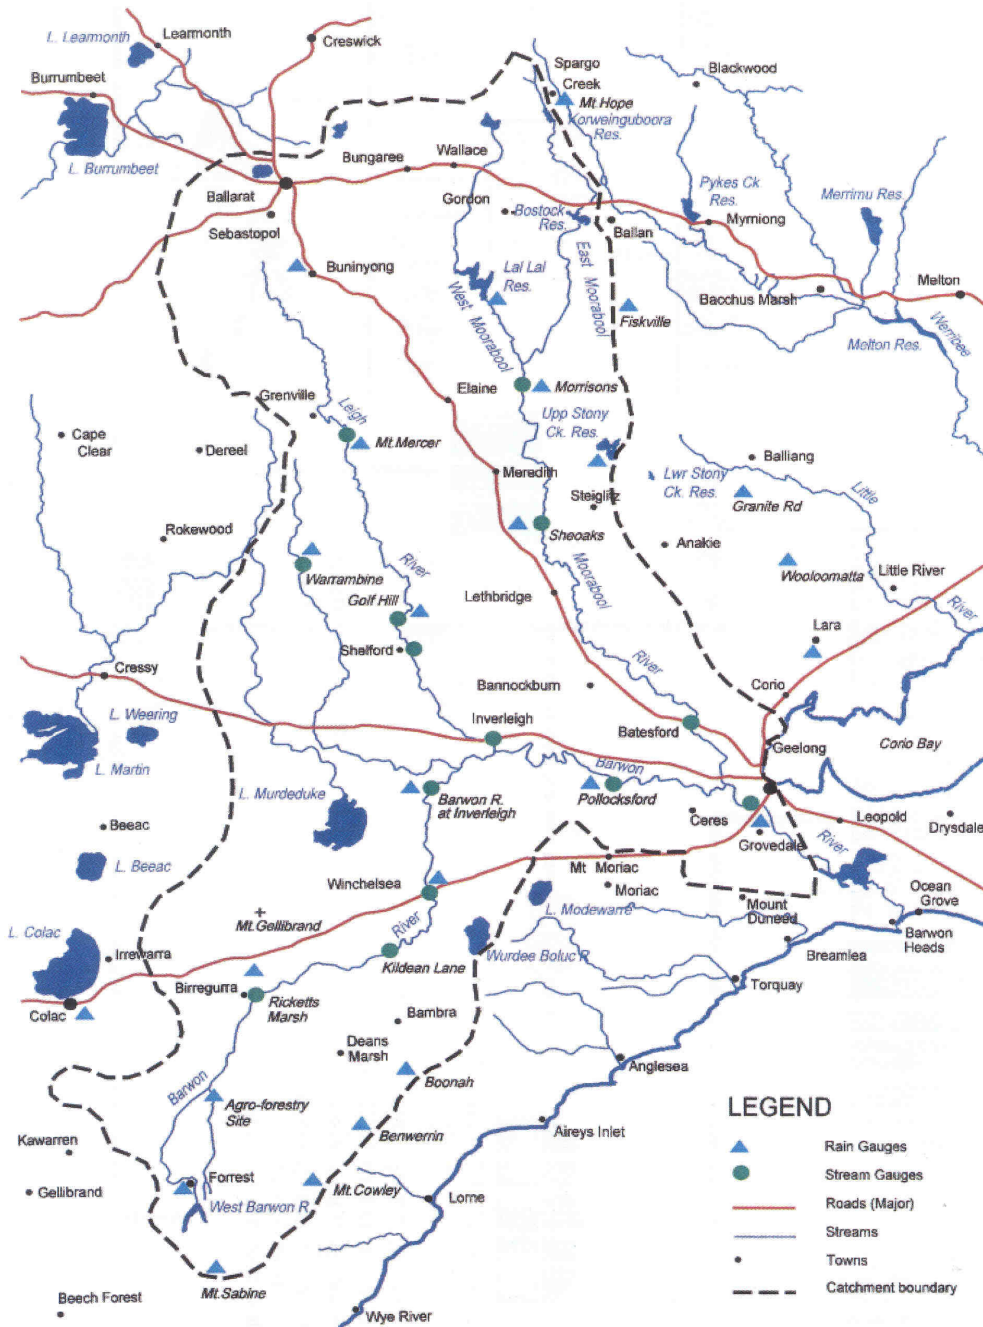 L. Learmonth
Learmonth
Creswick
Burrumbeet
L. Burrumbeet
Spargo
Creek
Blackwood
Mt.Hope
Korweinguboora
Res.
Bungaree
Wallace
Ballarat
Sebastopol
Gordon
Bostock
Res.
Ballan
Pykes Ck
Res.
Myrniong
Merrimu Res.
Buninyong
Lal Lal
Res.
West Moorabool
East Moorabool
Fiskville
Bacchus Marsh
Melton
Melton Res.
Werribee
Grenville
Leigh
Elaine
Morrisons
Upp Stony
Ck. Res.
Cape
Clear
Dereel
Mt.Mercer
Meredith
Steiglitz
Balliang
Lwr Stony
Ck. Res.
Little
Granite Rd
Rokewood
Sheoaks
Anakie
Warrambine
Golf Hill
River
Lethbridge
Moorabool
Wooloomatta
Little River
River
Shelford
Lara
Cressy
Bannockburn
River
Corio
L. Weering
Inverleigh
Batesford
Geelong
Corio Bay
L. Martin
Barwon
L. Murdeduke
Barwon R.
at Inverleigh
Pollocksford
Ceres
Leopold
Drysdale
Beeac
Grovedale
River
L. Beeac
Mt Moriac
Winchelsea
Moriac
Ocean
Grove
Mt.Gellibrand
River
L. Modewarre
Mount
Duneed
Barwon
Heads
L. Colac
Irrewarra
Kildean Lane
Wurdee Boluc R
Breamlea
Birregurra
Ricketts
Marsh
Torquay
Colac
Bambra
Deans
Marsh
Boonah
Anglesea
Barwon
Agro-forestry
Site
Benwerrin
Aireys Inlet
Kawarren
Gellibrand
Forrest
Mt.Cowley
Lorne
West Barwon R
Mt.Sabine
Beech Forest
Wye River
LEGEND
Rain Gauges
Stream Gauges
Roads (Major)
Streams
Towns
Catchment boundary